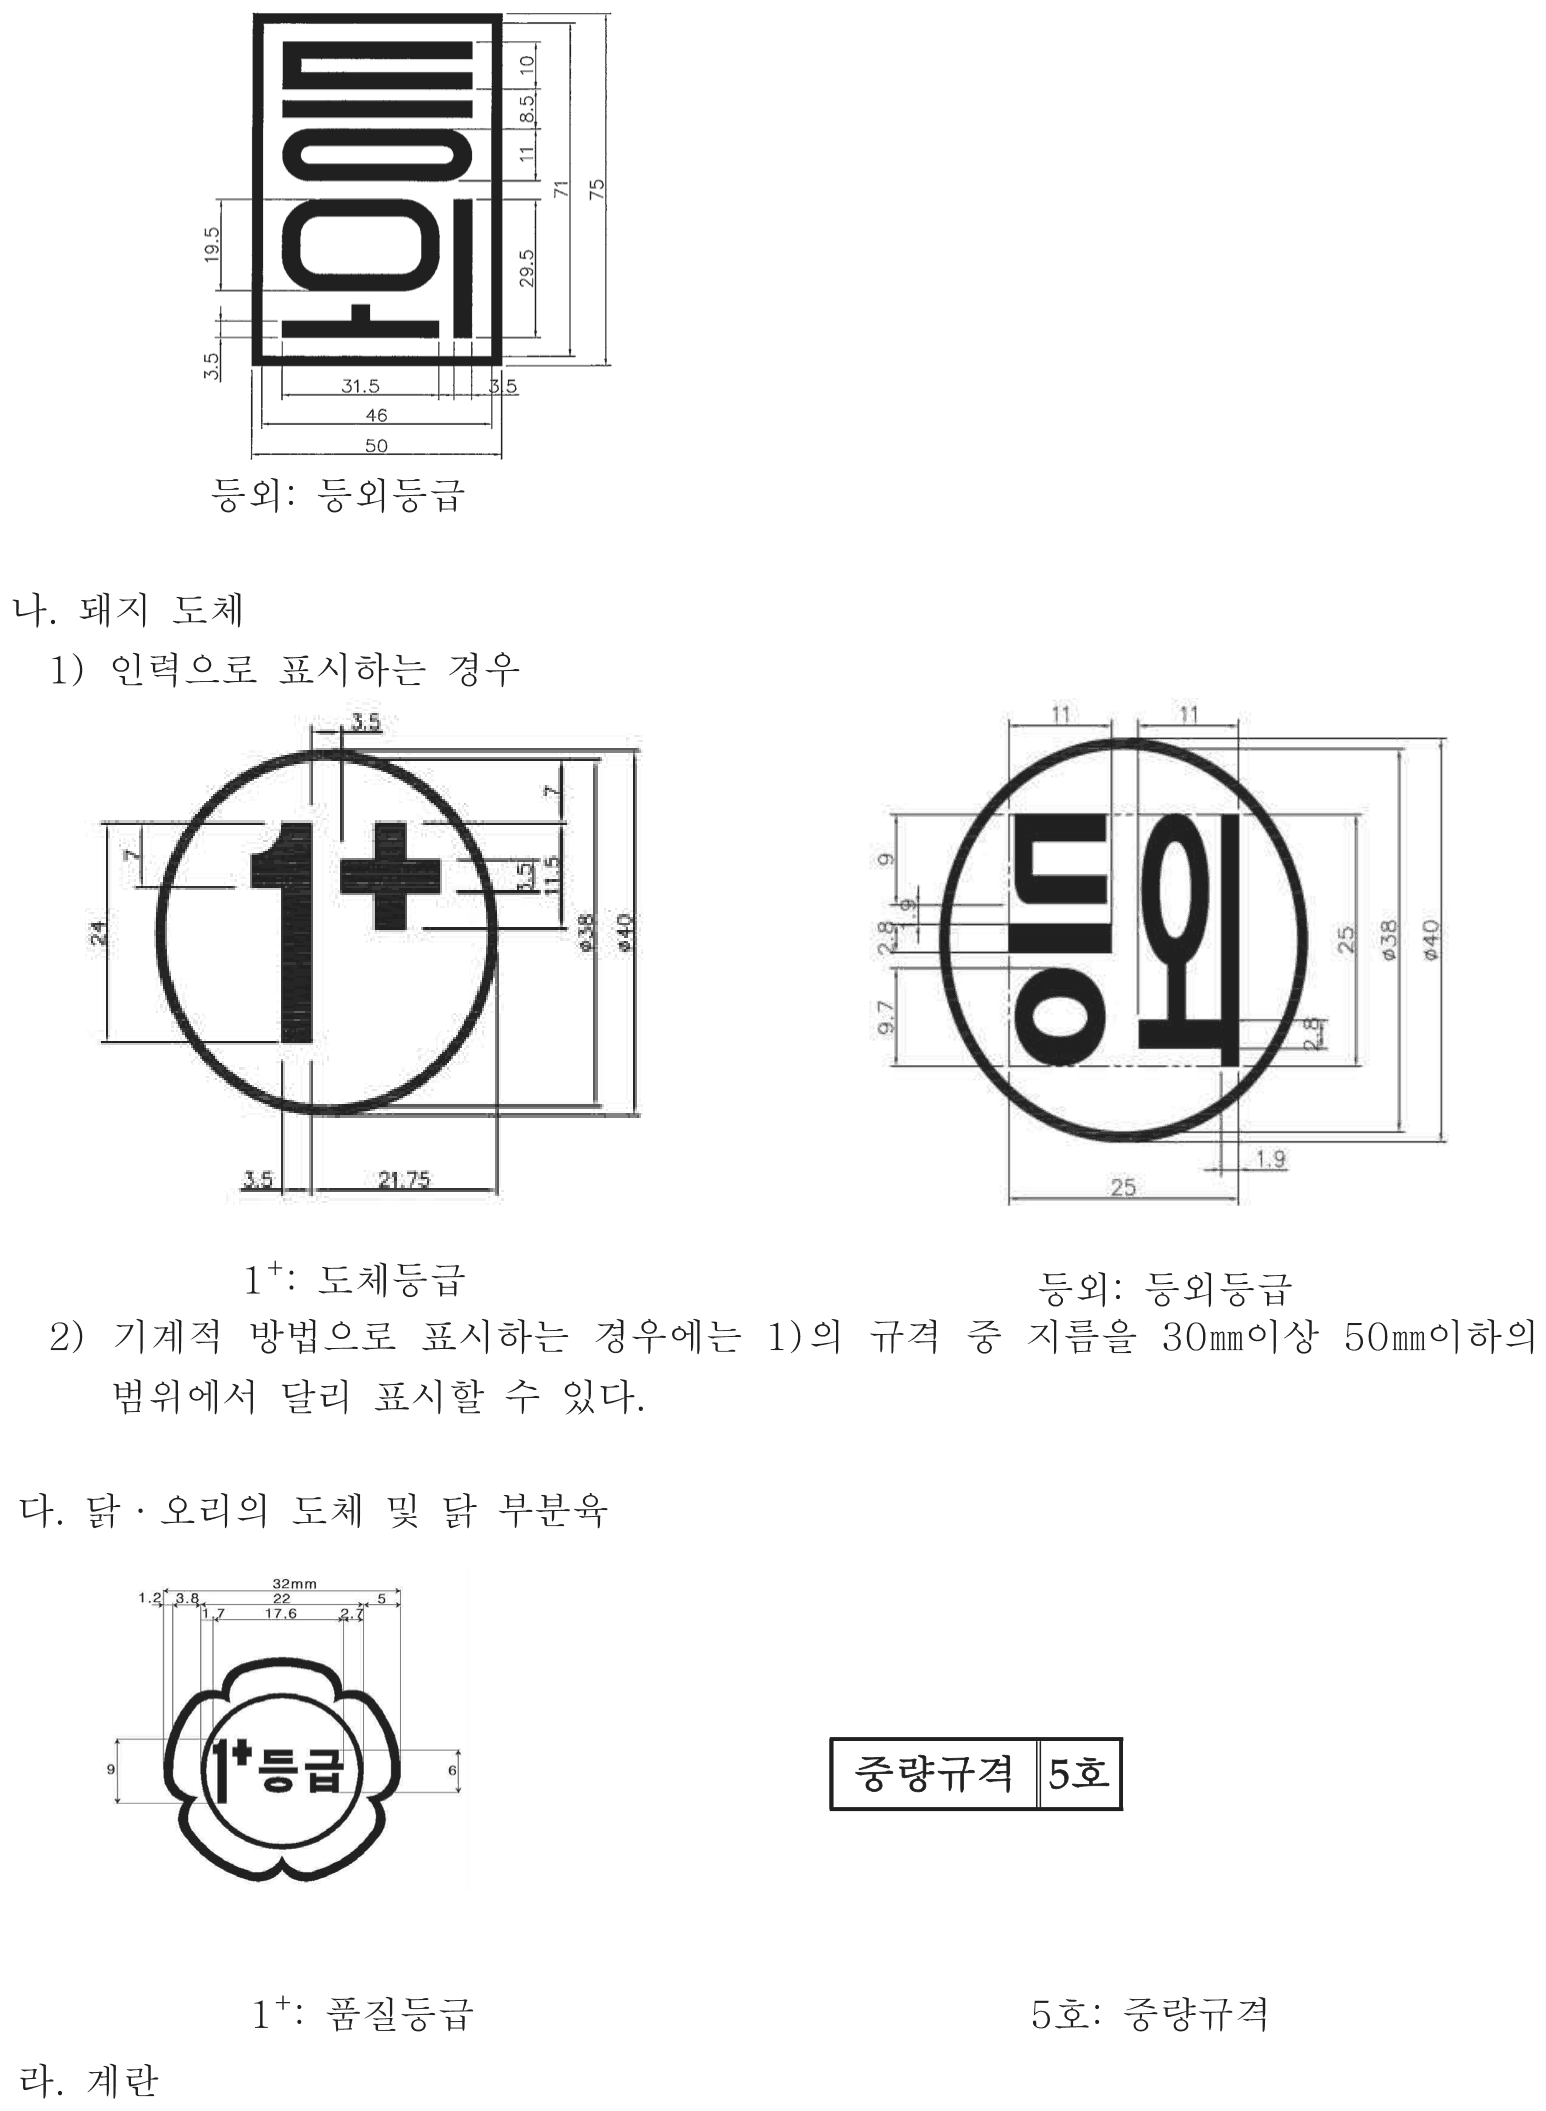 등외
10
8.5
11
71
75
19.5
29.5
3.5
31.5
3.5
46
50
등외: 등외등급
나. 돼지 도체
1) 인력으로 표시하는 경우
3.5
7
7
3.5
11.5
24
ø38
ø40
1+
3.5
21.75
11
11
9
1.9
2.8
9.7
등외
25
ø38
ø40
2.8
1.9
25
1+: 도체등급
등외: 등외등급
2) 기계적 방법으로 표시하는 경우에는 1)의 규격 중 지름을 30㎜이상 50㎜이하의
범위에서 달리 표시할 수 있다.
다. 닭·오리의 도체 및 닭 부분육
32mm
1.2 3.8 22 5
1.7 17.6 2.7
9
1+등급
6
중량규격 5호
1+: 품질등급
5호: 중량규격
라. 계란